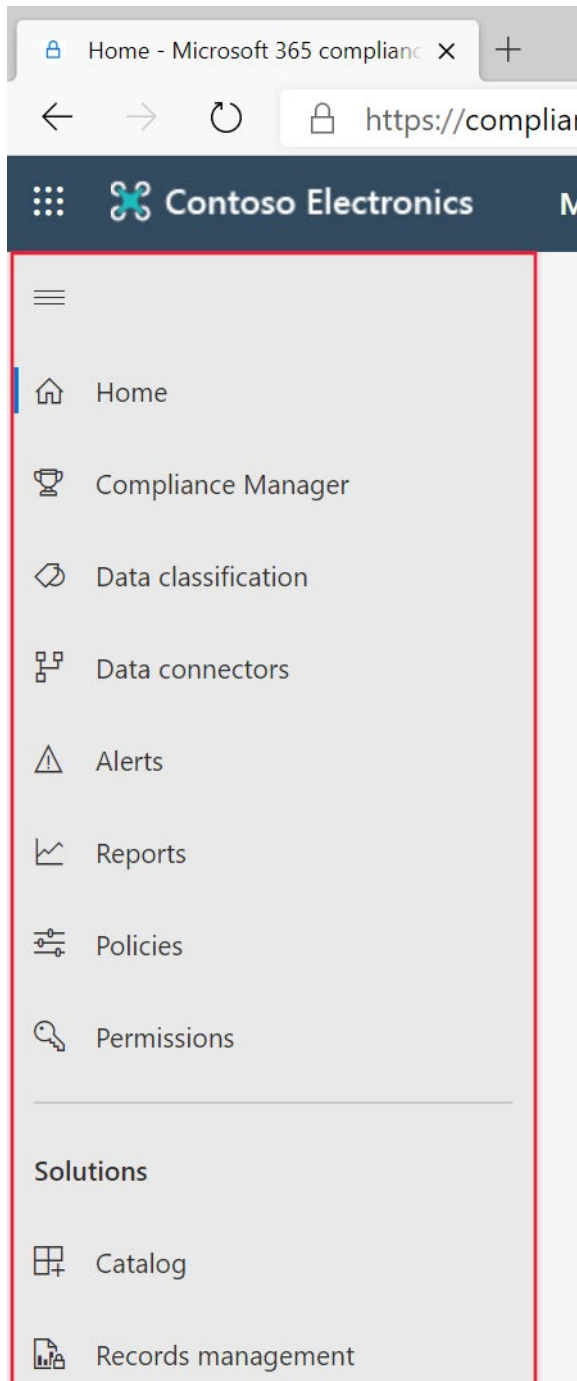 Home - Microsoft 365 complianc
https://complian
Contoso Electronics M
Home
Compliance Manager
Data classification
Data connectors
Alerts
Reports
Policies
Permissions
Solutions
Catalog
Records management